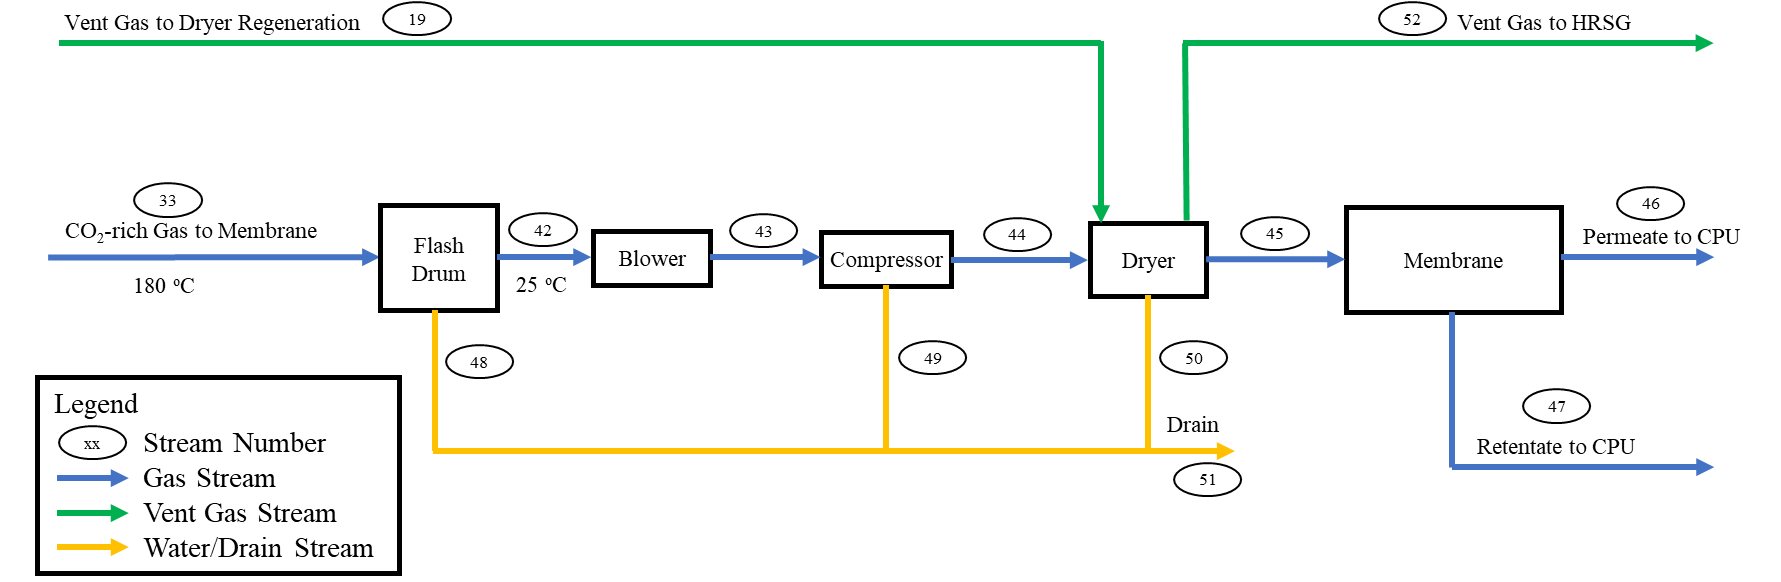 Vent Gas to Dryer Regeneration
19
52
Vent Gas to HRSG
33
CO₂-rich Gas to Membrane
180 ºC
Flash
Drum
42
25 ºC
Blower
43
Compressor
44
Dryer
45
Membrane
46
Permeate to CPU
48
49
50
Drain
51
47
Retentate to CPU
Legend
xx
Stream Number
Gas Stream
Vent Gas Stream
Water/Drain Stream